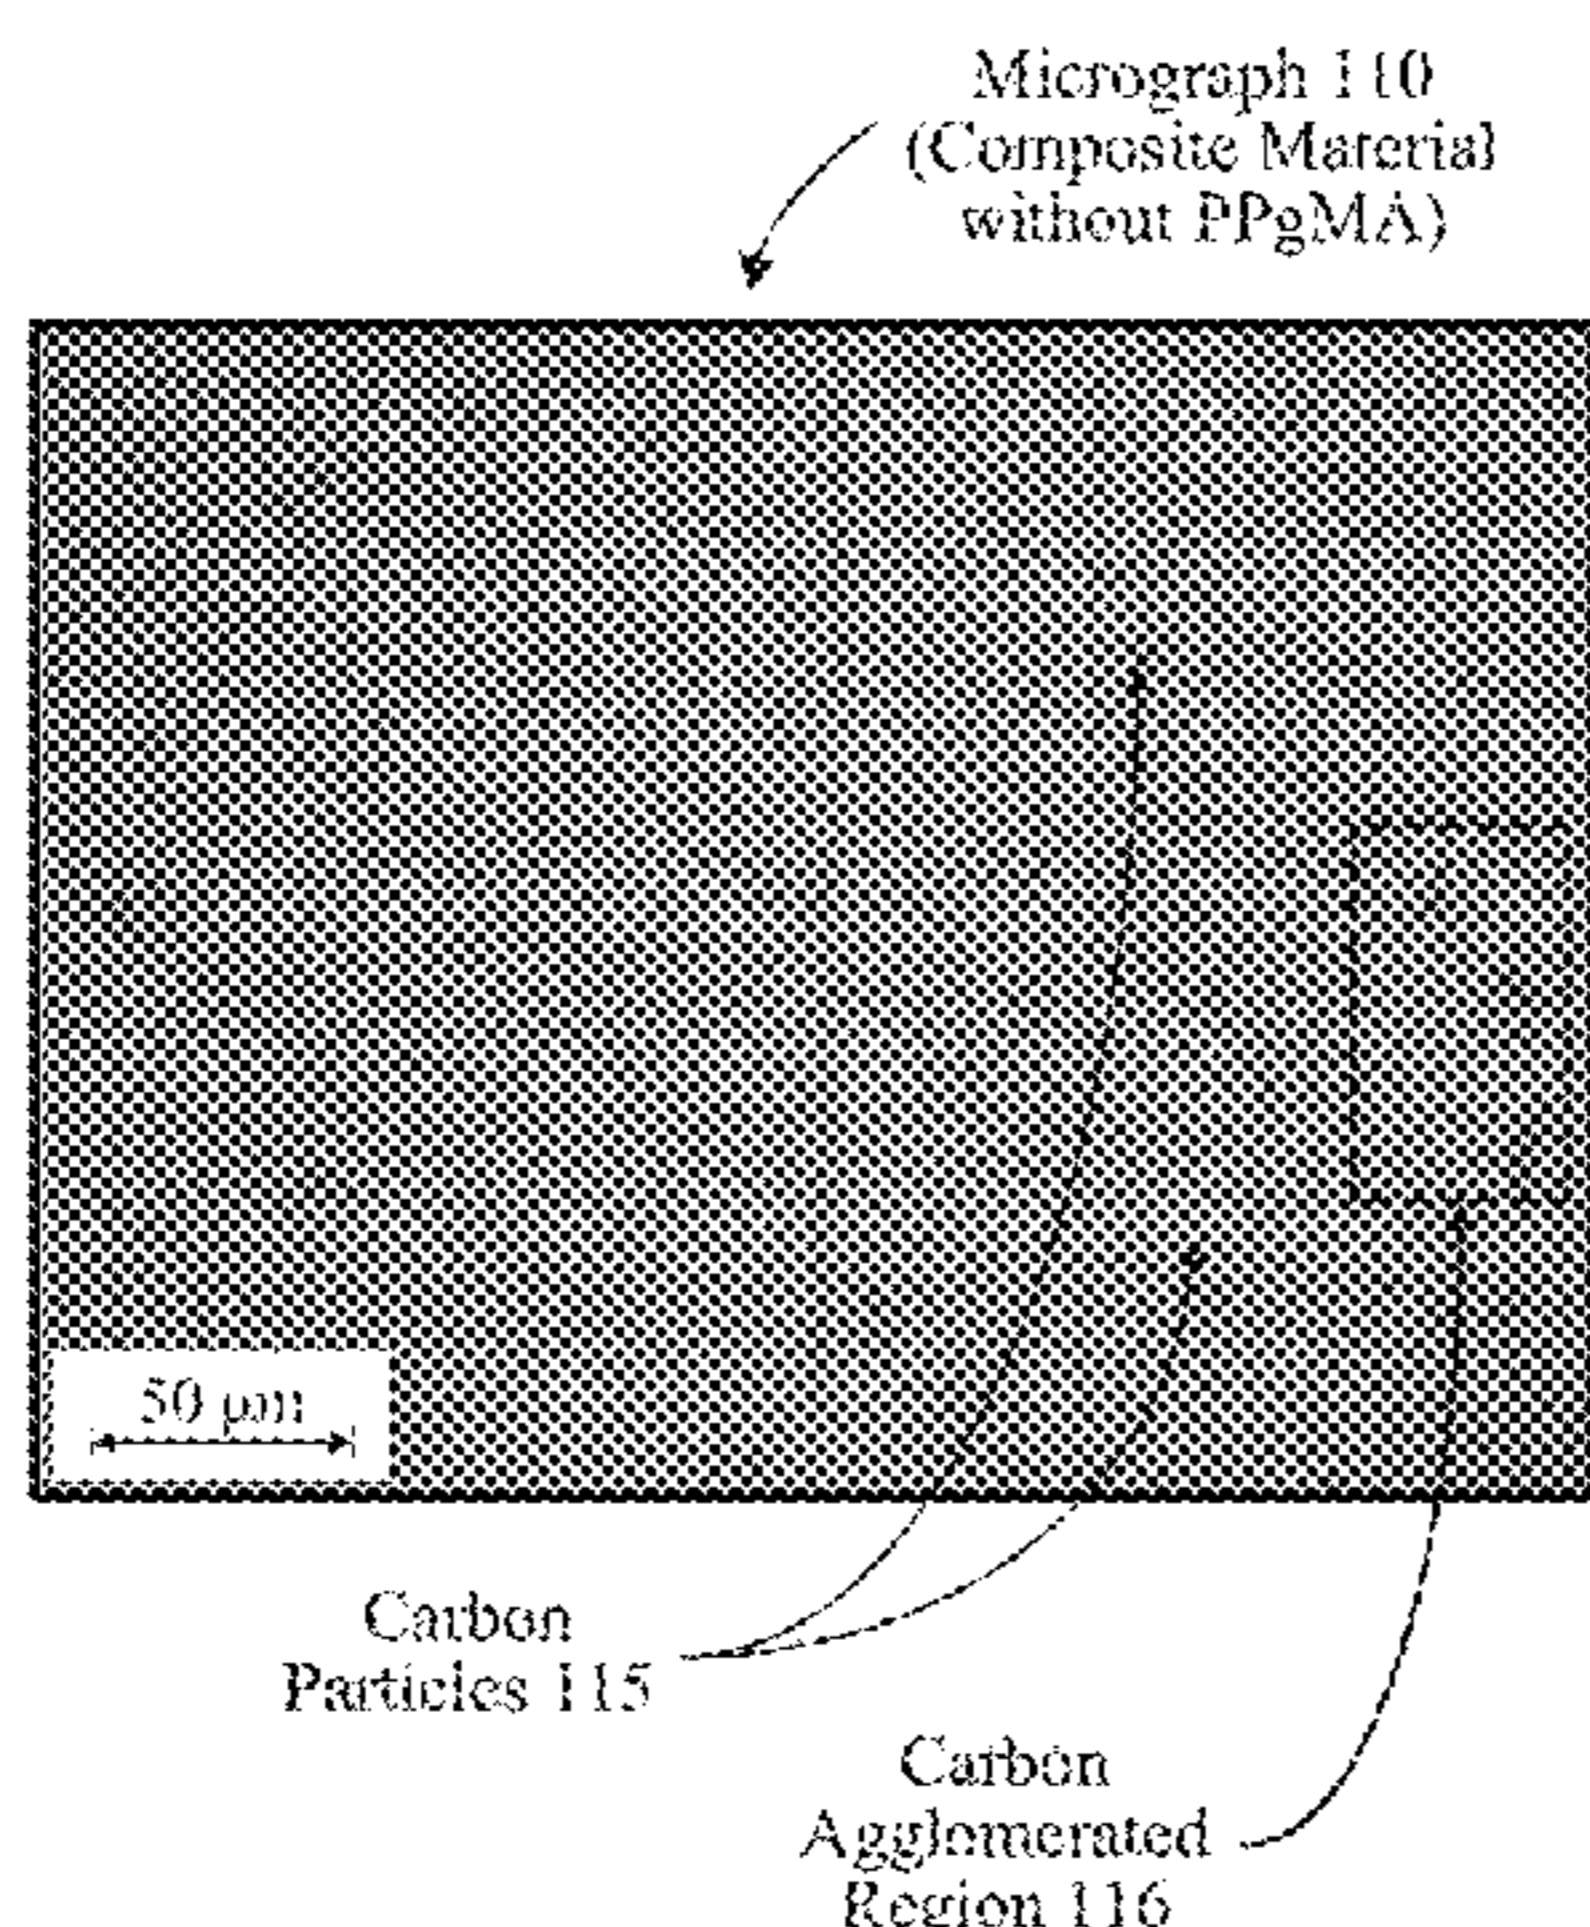 Micrograph 110
(Composite Material
without PPgMA)
50 μm
Carbon
Particles 115
Carbon
Agglomerated
Region 116